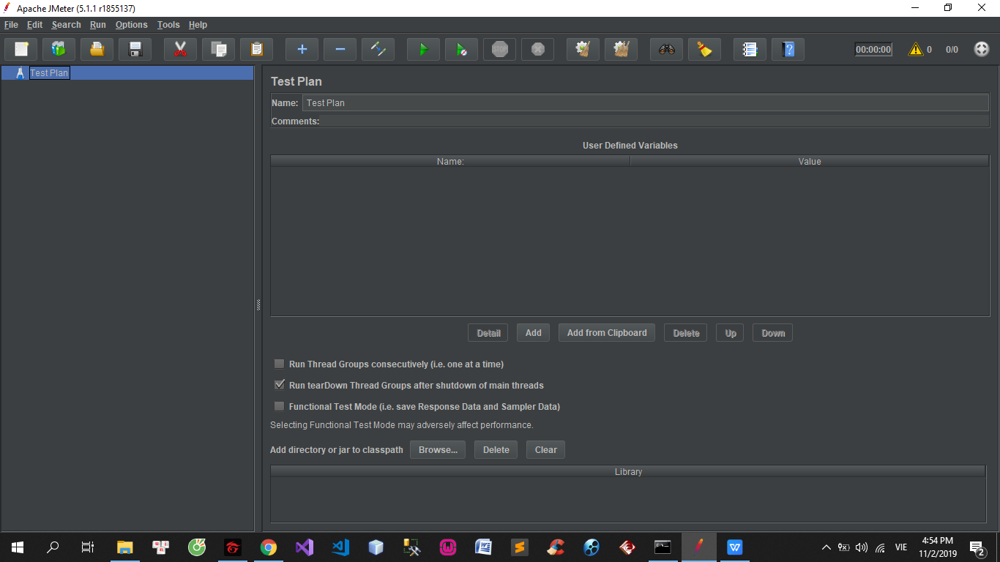 Apache JMeter (5.1.1 r1855137)
File Edit Search Run Options Tools Help
STOP
00:00:00 0 0/0
Test Plan
Test Plan
Name: Test Plan
Comments:
User Defined Variables
Name: Value
Detail Add Add from Clipboard Delete Up Down
Run Thread Groups consecutively (i.e. one at a time)
Run tearDown Thread Groups after shutdown of main threads
Functional Test Mode (i.e. save Response Data and Sampler Data)
Selecting Functional Test Mode may adversely affect performance.
Add directory or jar to classpath Browse... Delete Clear
Library
VIE
4:54 PM
11/2/2019
2